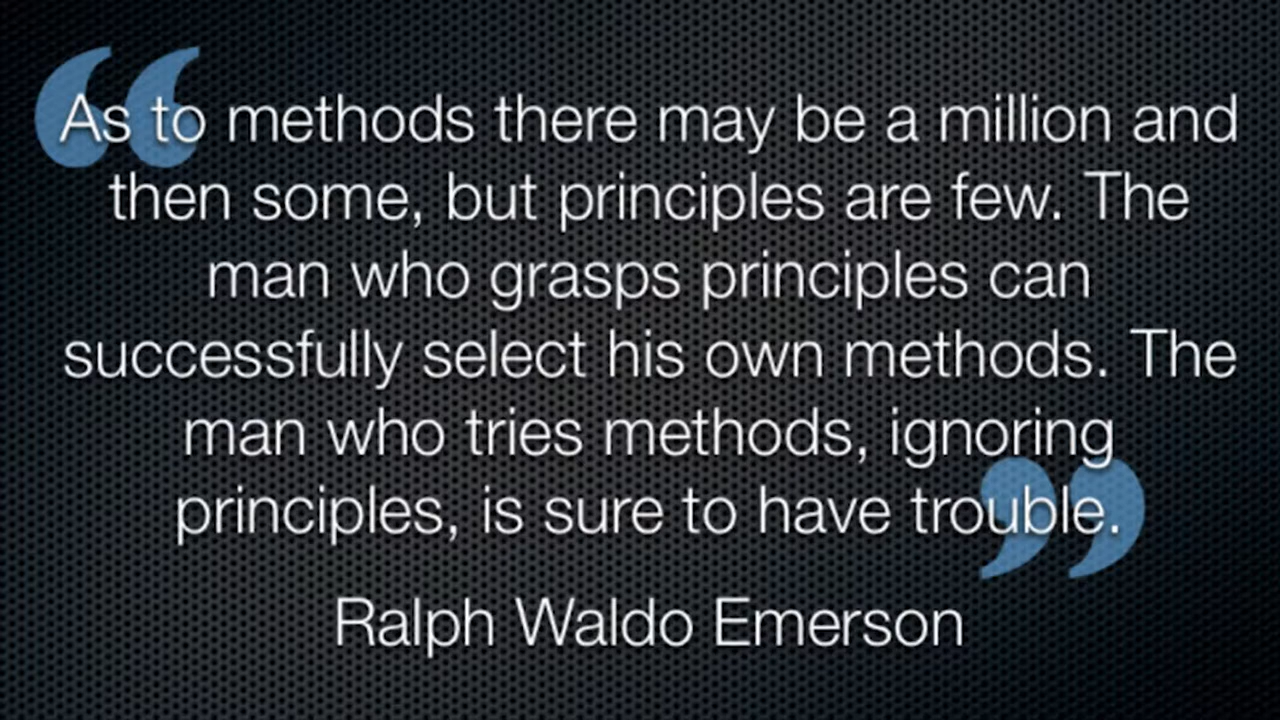 “As to methods there may be a million and
then some, but principles are few. The
man who grasps principles can
successfully select his own methods. The
man who tries methods, ignoring
principles, is sure to have trouble.”
Ralph Waldo Emerson